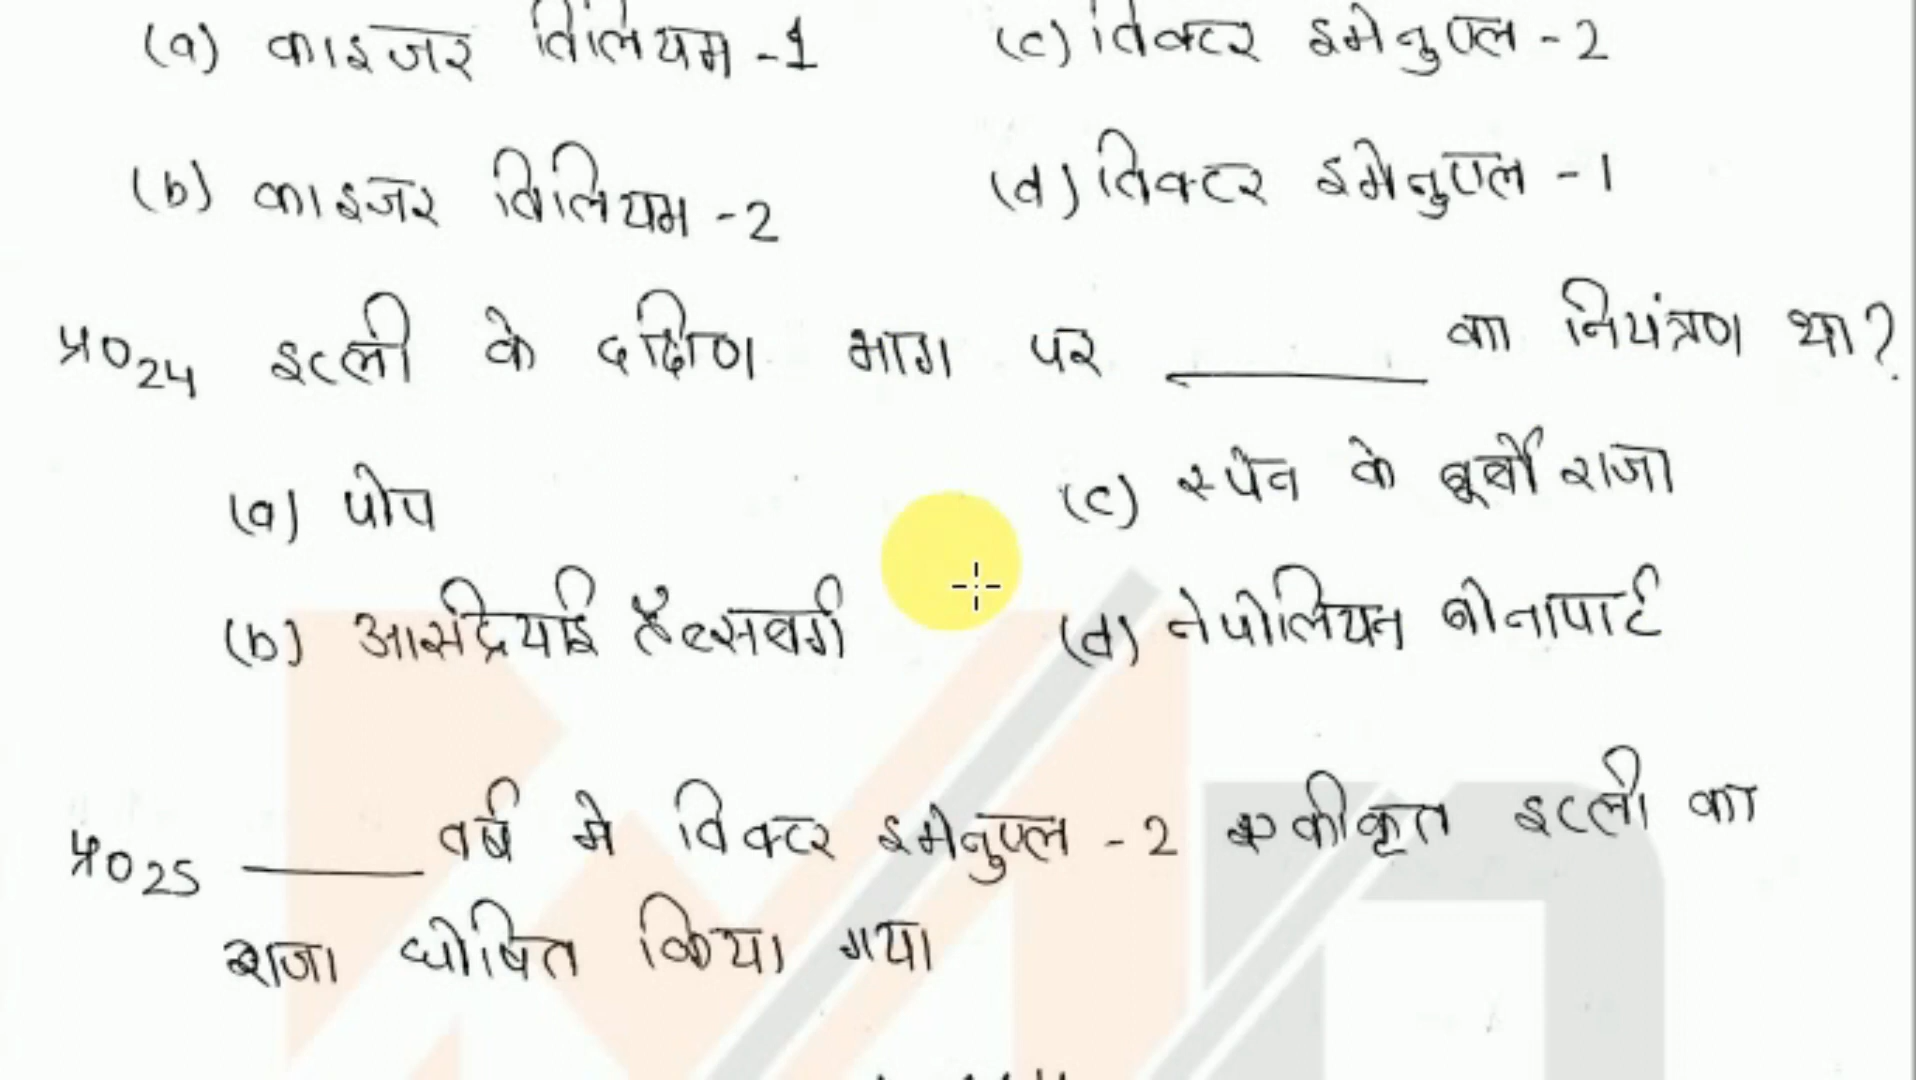 (a) काइजर विलियम -1 (c) विक्टर इमेनुएल - 2
(b) काइजर विलियम -2 (d) विक्टर इमेनुएल - 1
प्र०24 इटली के दक्षिण भाग पर ______ का नियंत्रण था?
(a) पोप (c) स्पेन के बूर्बो राजा
(b) आस्ट्रियाई हैब्सबर्ग (d) नेपोलियन बोनापार्ट
प्र०25 ______ वर्ष मे विक्टर इमेनुएल - 2 एकीकृत इटली का
राजा घोषित किया गया